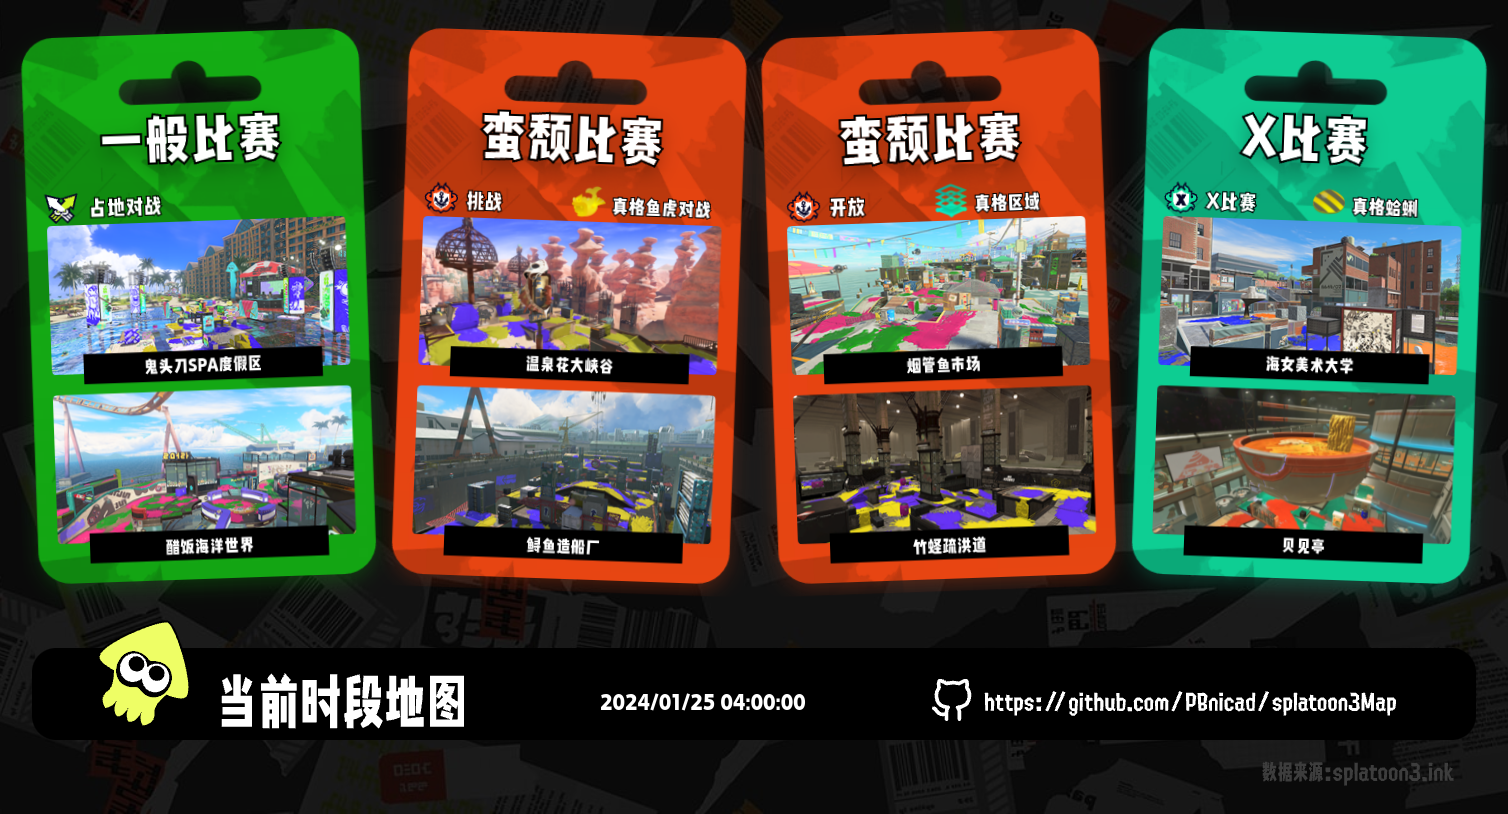 一般比赛
占地对战
鬼头刀SPA度假区
醋饭海洋世界
蛮颓比赛
挑战
真格鱼虎对战
温泉花大峡谷
鲟鱼造船厂
蛮颓比赛
开放
真格区域
烟管鱼市场
竹蛏疏洪道
X比赛
X比赛
真格蛤蜊
海女美术大学
贝见亭
当前时段地图
2024/01/25 04:00:00
https://github.com/PBnicad/splatoon3Map
数据来源:splatoon3.ink